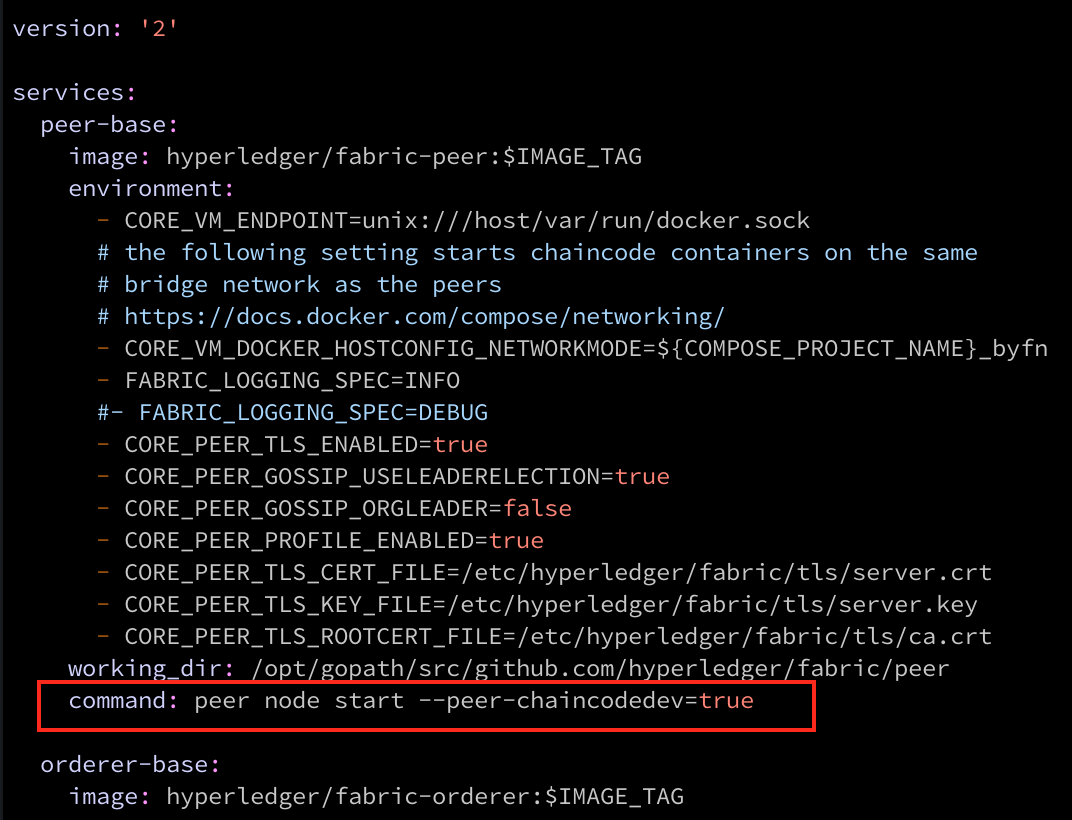 version: '2'
services:
peer-base:
image: hyperledger/fabric-peer:$IMAGE_TAG
environment:
- CORE_VM_ENDPOINT=unix:///host/var/run/docker.sock
# the following setting starts chaincode containers on the same
# bridge network as the peers
# https://docs.docker.com/compose/networking/
- CORE_VM_DOCKER_HOSTCONFIG_NETWORKMODE=${COMPOSE_PROJECT_NAME}_byfn
- FABRIC_LOGGING_SPEC=INFO
#- FABRIC_LOGGING_SPEC=DEBUG
- CORE_PEER_TLS_ENABLED=true
- CORE_PEER_GOSSIP_USELEADERELECTION=true
- CORE_PEER_GOSSIP_ORGLEADER=false
- CORE_PEER_PROFILE_ENABLED=true
- CORE_PEER_TLS_CERT_FILE=/etc/hyperledger/fabric/tls/server.crt
- CORE_PEER_TLS_KEY_FILE=/etc/hyperledger/fabric/tls/server.key
- CORE_PEER_TLS_ROOTCERT_FILE=/etc/hyperledger/fabric/tls/ca.crt
working_dir: /opt/gopath/src/github.com/hyperledger/fabric/peer
command: peer node start --peer-chaincodedev=true
orderer-base:
image: hyperledger/fabric-orderer:$IMAGE_TAG